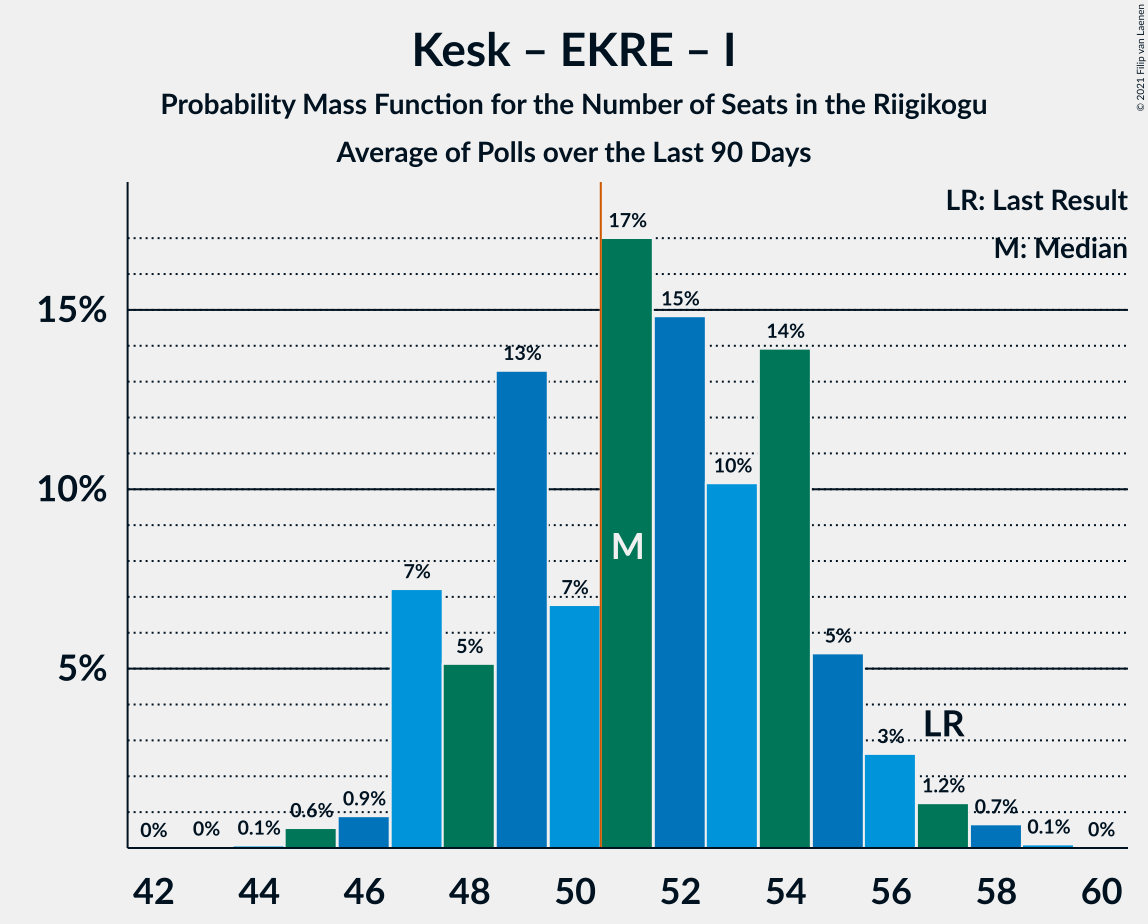 Kesk – EKRE – I
Probability Mass Function for the Number of Seats in the Riigikogu
Average of Polls over the Last 90 Days
© 2021 Filip van Laenen
LR: Last Result
M: Median
15%
10%
5%
0%
0%
0.1%
0.6%
0.9%
7%
5%
13%
7%
17%
15%
10%
14%
5%
3%
1.2%
0.7%
0.1%
0%
M
LR
42 44 46 48 50 52 54 56 58 60